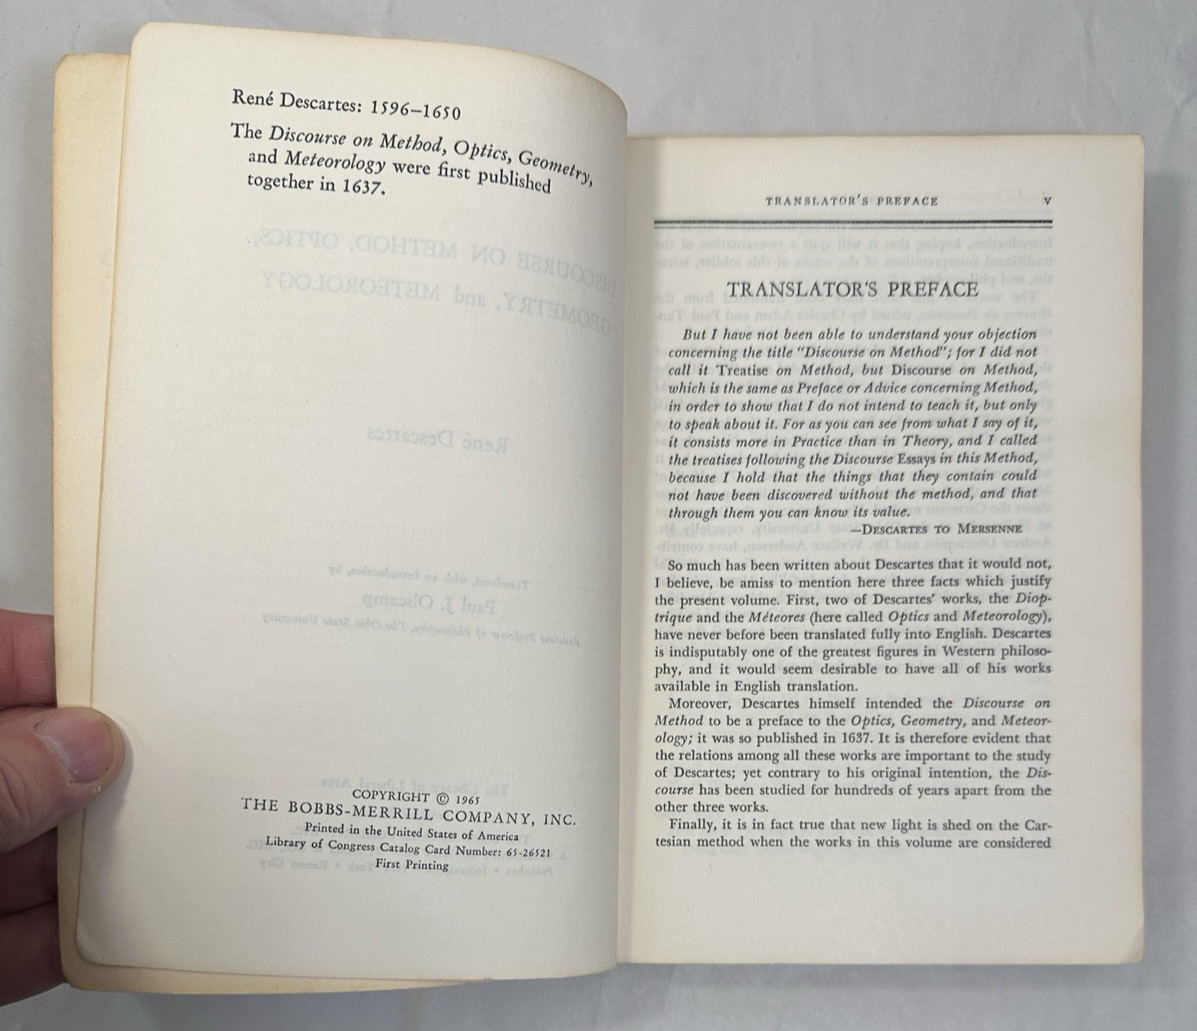 René Descartes: 1596–1650
The Discourse on Method, Optics, Geometry,
and Meteorology were first published
together in 1637.
COPYRIGHT © 1965
THE BOBBS-MERRILL COMPANY, INC.
Printed in the United States of America
Library of Congress Catalog Card Number: 65-26521
First Printing
TRANSLATOR'S PREFACE v
TRANSLATOR'S PREFACE
But I have not been able to understand your objection
concerning the title "Discourse on Method"; for I did not
call it Treatise on Method, but Discourse on Method,
which is the same as Preface or Advice concerning Method,
in order to show that I do not intend to teach it, but only
to speak about it. For as you can see from what I say of it,
it consists more in Practice than in Theory, and I called
the treatises following the Discourse Essays in this Method,
because I hold that the things that they contain could
not have been discovered without the method, and that
through them you can know its value.
—DESCARTES TO MERSENNE
So much has been written about Descartes that it would not,
I believe, be amiss to mention here three facts which justify
the present volume. First, two of Descartes' works, the Diop-
trique and the Méteores (here called Optics and Meteorology),
have never before been translated fully into English. Descartes
is indisputably one of the greatest figures in Western philoso-
phy, and it would seem desirable to have all of his works
available in English translation.
Moreover, Descartes himself intended the Discourse on
Method to be a preface to the Optics, Geometry, and Meteor-
ology; it was so published in 1637. It is therefore evident that
the relations among all these works are important to the study
of Descartes; yet contrary to his original intention, the Dis-
course has been studied for hundreds of years apart from the
other three works.
Finally, it is in fact true that new light is shed on the Car-
tesian method when the works in this volume are considered